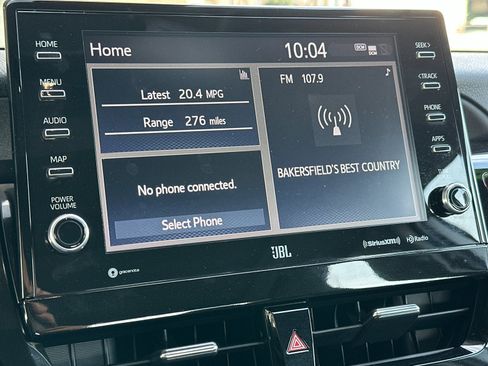 HOME
MENU
AUDIO
MAP
POWER
VOLUME
Home
10:04
DCM
Latest 20.4 MPG
Range 276 miles
No phone connected.
Select Phone
FM 107.9
BAKERSFIELD'S BEST COUNTRY
SEEK>
<TRACK
PHONE
APPS
gracenote
JBL
((SiriusXM))
HD Radio